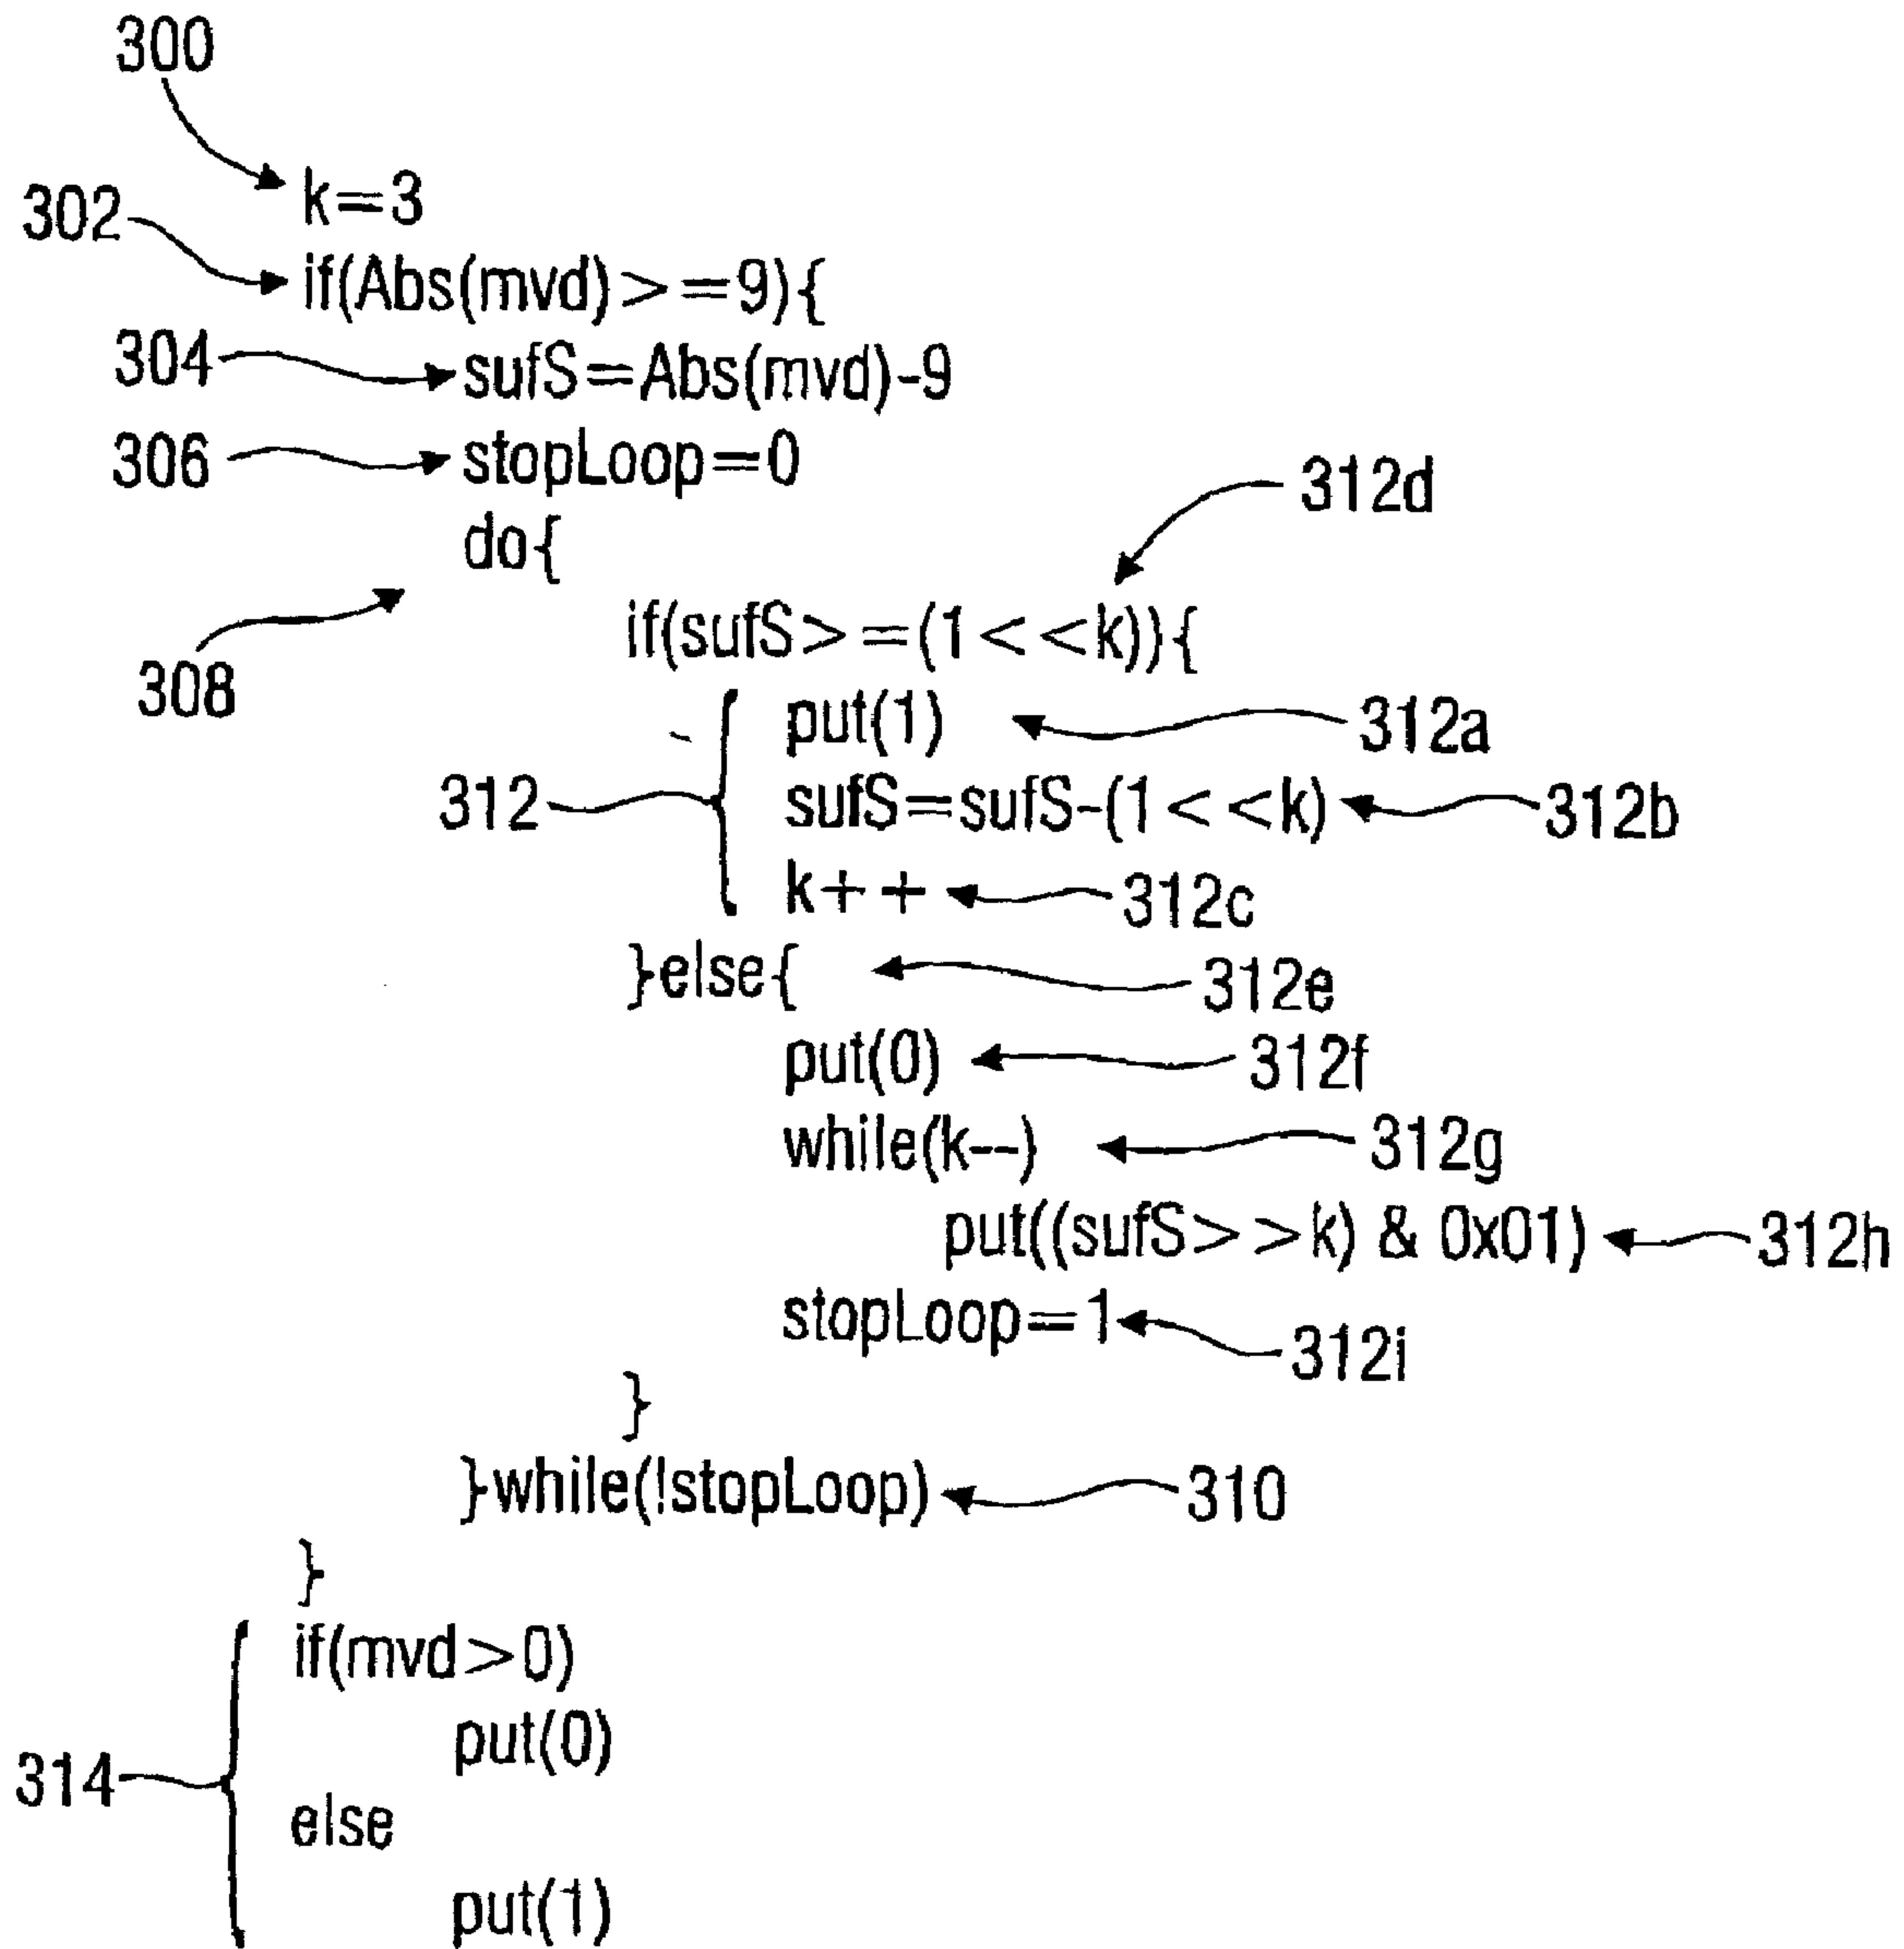 300
302 k=3
if(Abs(mvd)>=9){
304 sufS=Abs(mvd)-9
306 stopLoop=0
312d
do{
308 if(sufS>=(1<<k)){
put(1) 312a
312 sufS=sufS-(1<<k) 312b
k++ 312c
}else{ 312e
put(0) 312f
while(k--) 312g
put((sufS>>k) & 0x01) 312h
stopLoop=1 312i
}
}while(!stopLoop) 310
}
if(mvd>0)
put(0)
314
else
put(1)